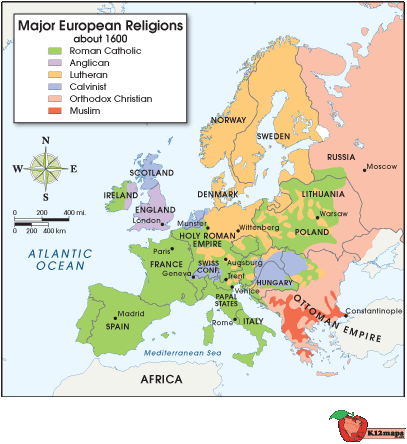 Major European Religions
about 1600
Roman Catholic
Anglican
Lutheran
Calvinist
Orthodox Christian
Muslim
N
W
E
S
200 0 200 400 mi.
200 0 200 400 km
NORWAY
SWEDEN
RUSSIA
Moscow
SCOTLAND
IRELAND
ENGLAND
London
DENMARK
LITHUANIA
Warsaw
POLAND
Munster
Wittenberg
HOLY ROMAN
EMPIRE
ATLANTIC
OCEAN
Paris
FRANCE
Augsburg
SWISS
CONF.
Geneva
Trent
Venice
HUNGARY
PAPAL
STATES
OTTOMAN EMPIRE
Constantinople
Madrid
SPAIN
Rome
ITALY
Mediterranean Sea
AFRICA
K12maps